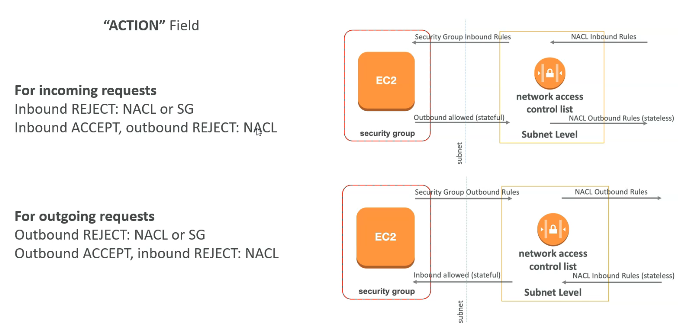 “ACTION” Field
For incoming requests
Inbound REJECT: NACL or SG
Inbound ACCEPT, outbound REJECT: NACL
Security Group Inbound Rules
NACL Inbound Rules
EC2
network access
control list
Outbound allowed (stateful)
NACL Outbound Rules (stateless)
security group
Subnet Level
subnet
For outgoing requests
Outbound REJECT: NACL or SG
Outbound ACCEPT, inbound REJECT: NACL
Security Group Outbound Rules
NACL Outbound Rules
EC2
network access
control list
Inbound allowed (stateful)
NACL Inbound Rules (stateless)
security group
Subnet Level
subnet